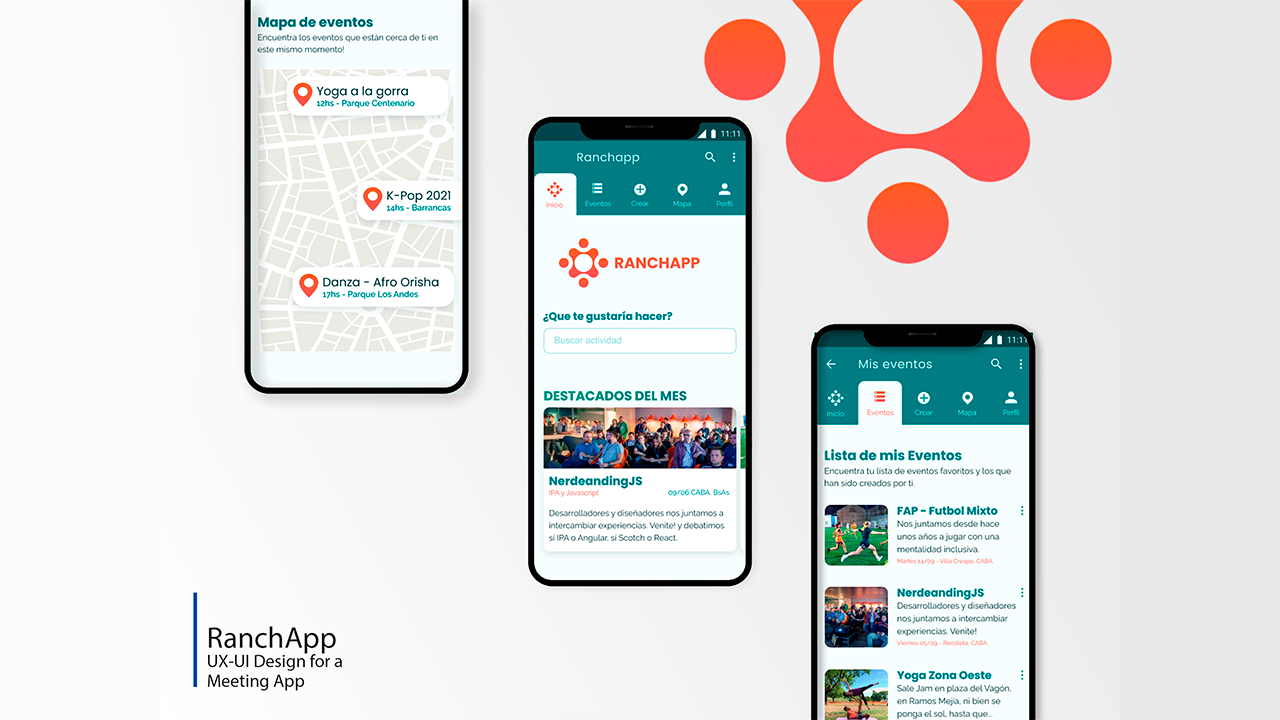 Mapa de eventos
Encuentra los eventos que están cerca de ti en
este mismo momento!
Yoga a la gorra
12hs - Parque Centenario
K-Pop 2021
14hs - Barrancas
Danza - Afro Orisha
17hs - Parque Los Andes
11:11
Ranchapp
Inicio
Eventos
Crear
Mapa
Perfil
RANCHAPP
¿Que te gustaría hacer?
Buscar actividad
DESTACADOS DEL MES
NerdeandingJS
IPA y Javascript
09/06 CABA. BsAs
Desarrolladores y diseñadores nos juntamos a
intercambiar experiencias. Venite! y debatimos
si IPA o Angular, si Scotch o React.
11:11
Mis eventos
Inicio
Eventos
Crear
Mapa
Perfil
Lista de mis Eventos
Encuentra tu lista de eventos favoritos y los que
han sido creados por ti.
FAP - Futbol Mixto
Nos juntamos desde hace
unos años a jugar con una
mentalidad inclusiva.
Martes 14/09 - Villa Crespo, CABA.
NerdeandingJS
Desarrolladores y diseñadores
nos juntamos a intercambiar
experiencias. Venite!
Viernes 05/09 - Recoleta, CABA.
Yoga Zona Oeste
Sale Jam en plaza del Vagón,
en Ramos Mejía, ni bien se
ponga el sol, hasta que...
RanchApp
UX-UI Design for a
Meeting App